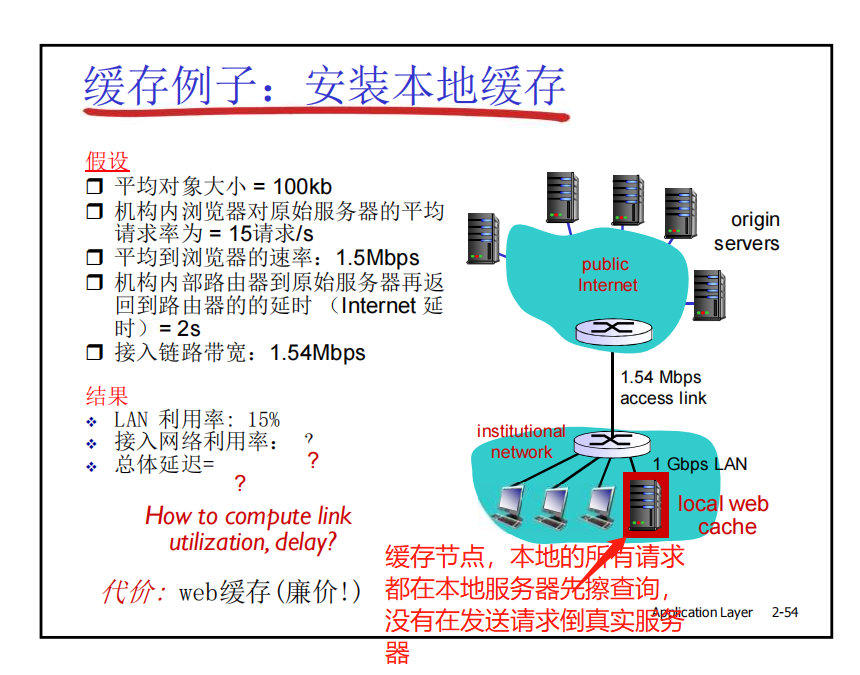 缓存例子：安装本地缓存
假设
平均对象大小 = 100kb
机构内浏览器对原始服务器的平均
请求率为 = 15请求/s
平均到浏览器的速率：1.5Mbps
机构内部路由器到原始服务器再返
回到路由器的的延时 （Internet 延
时）= 2s
接入链路带宽：1.54Mbps
结果
LAN 利用率: 15%
接入网络利用率： ?
?
总体延迟=
?
How to compute link
utilization, delay?
代价: web缓存(廉价!)
origin
servers
public
Internet
1.54 Mbps
access link
institutional
network
1 Gbps LAN
local web
cache
缓存节点，本地的所有请求
都在本地服务器先擦查询，
没有在发送请求倒真实服务
器
Application Layer 2-54